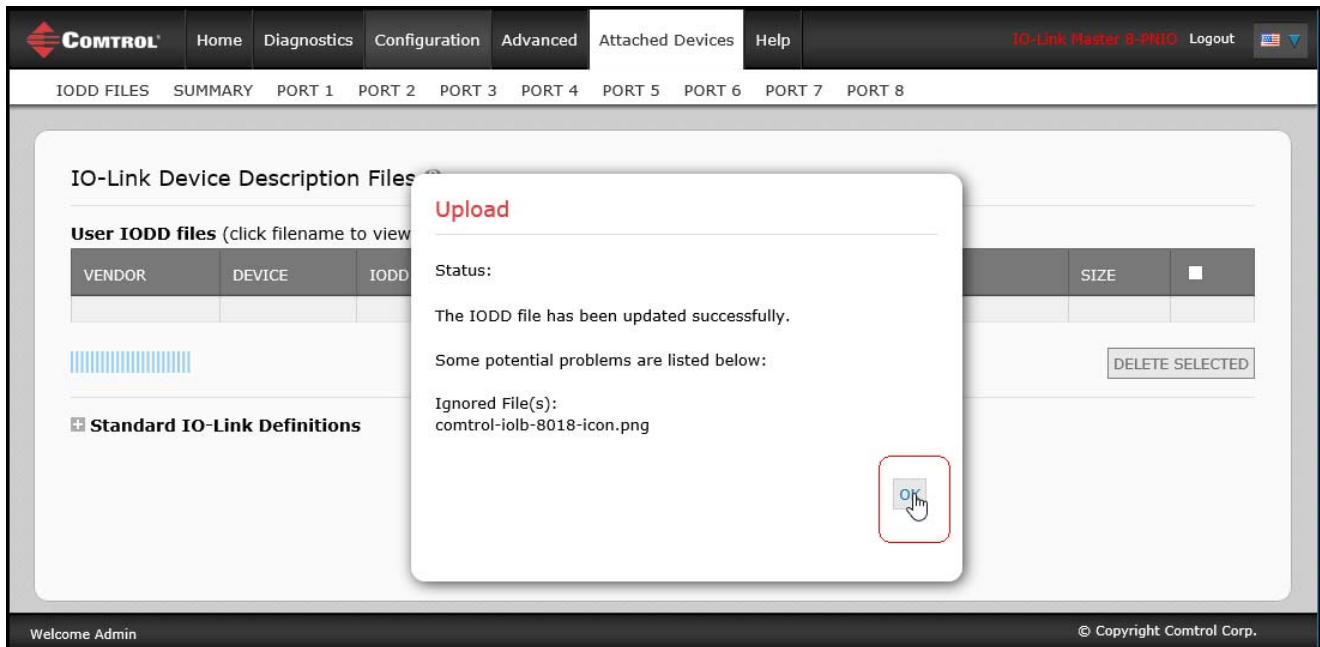 COMTROL Home Diagnostics Configuration Advanced Attached Devices Help IO-Link Master 8-PNIO Logout
IODD FILES SUMMARY PORT 1 PORT 2 PORT 3 PORT 4 PORT 5 PORT 6 PORT 7 PORT 8
IO-Link Device Description Files
User IODD files (click filename to view
VENDOR DEVICE IODD SIZE
DELETE SELECTED
Standard IO-Link Definitions
Upload
Status:
The IODD file has been updated successfully.
Some potential problems are listed below:
Ignored File(s):
comtrol-iolb-8018-icon.png
OK
Welcome Admin © Copyright Comtrol Corp.